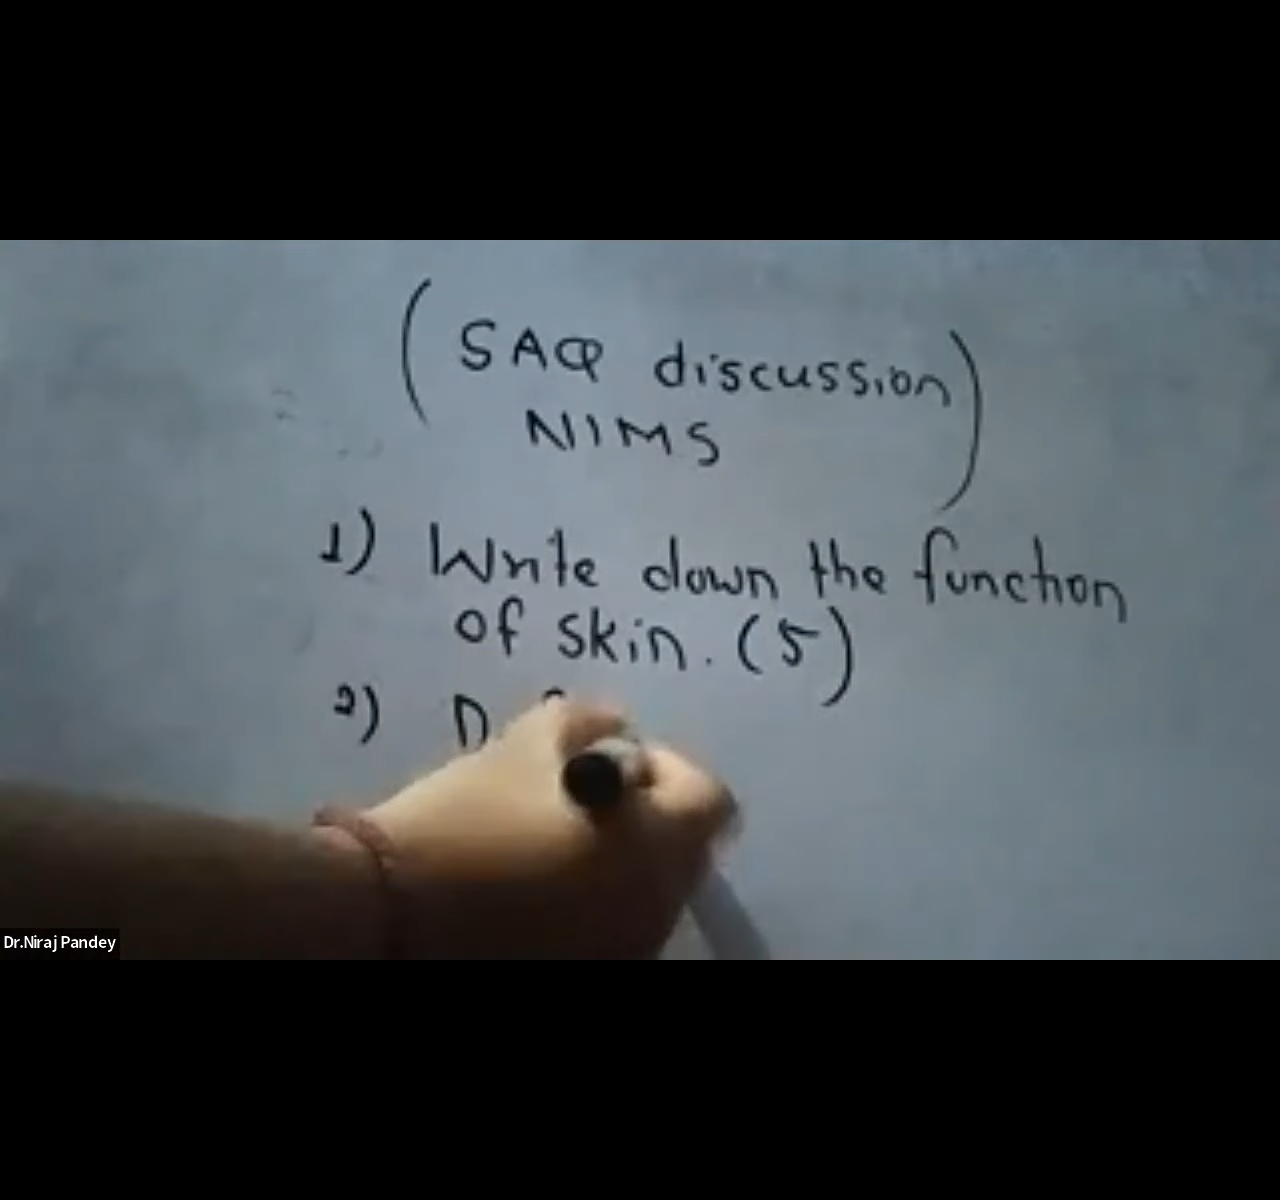 (SAQ discussion)
NIMS
1) Write down the function
of skin. (5)
2) D
Dr.Niraj Pandey